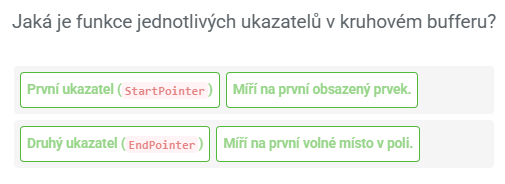 Jaká je funkce jednotlivých ukazatelů v kruhovém bufferu?
První ukazatel (StartPointer) Míří na první obsazený prvek.
Druhý ukazatel (EndPointer) Míří na první volné místo v poli.